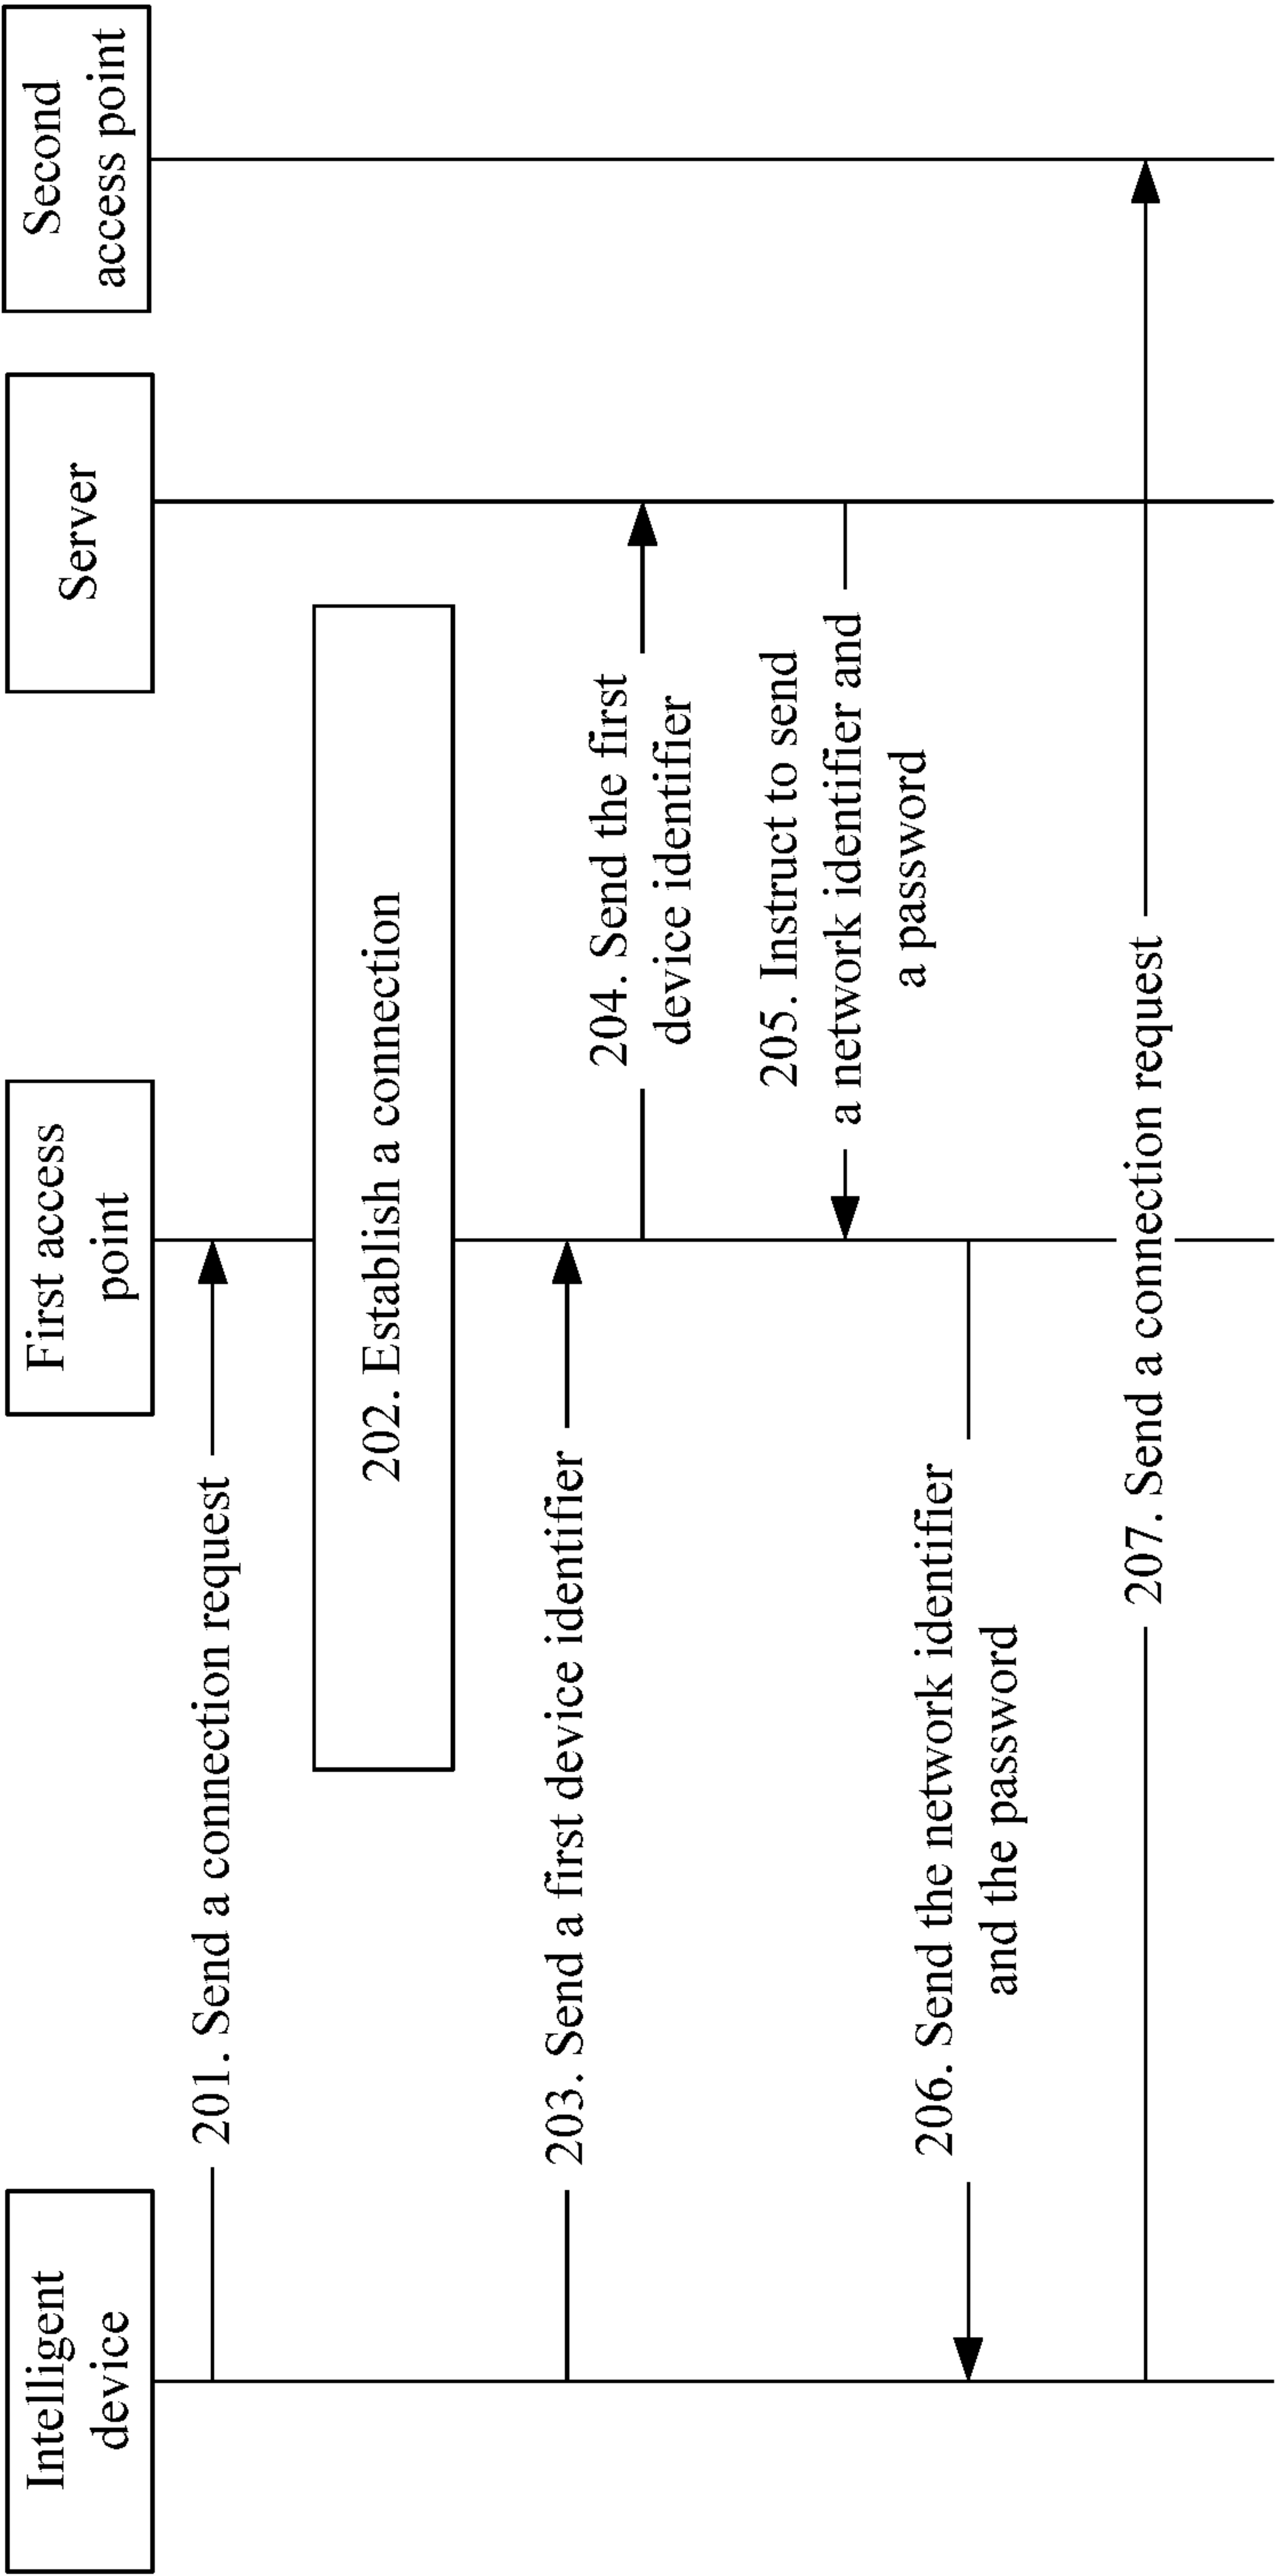 Intelligent
device
First access
point
Server
Second
access point
201. Send a connection request
202. Establish a connection
203. Send a first device identifier
204. Send the first
device identifier
205. Instruct to send
a network identifier and
a password
206. Send the network identifier
and the password
207. Send a connection request